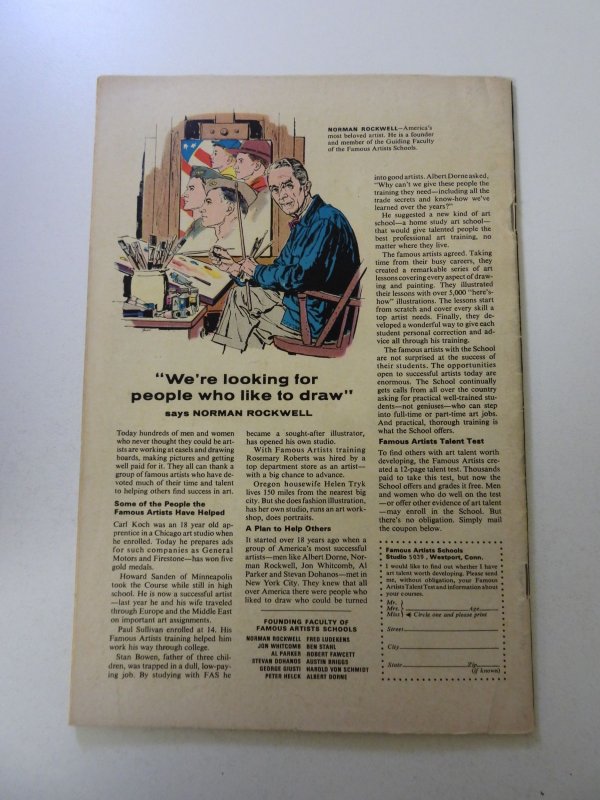 NORMAN ROCKWELL—America's
most beloved artist. He is a founder
and member of the Guiding Faculty
of the Famous Artists Schools.
"We're looking for
people who like to draw"
says NORMAN ROCKWELL
Today hundreds of men and women
who never thought they could be art-
ists are working at easels and drawing
boards, making pictures and getting
well paid for it. They all can thank a
group of famous artists who have de-
voted much of their time and talent
to helping others find success in art.
Some of the People the
Famous Artists Have Helped
Carl Koch was an 18 year old ap-
prentice in a Chicago art studio when
he enrolled. Today he prepares ads
for such companies as General
Motors and Firestone—has won five
gold medals.
Howard Sanden of Minneapolis
took the Course while still in high
school. He is now a successful artist
—last year he and his wife traveled
through Europe and the Middle East
on important art assignments.
Paul Sullivan enrolled at 14. His
Famous Artists training helped him
work his way through college.
Stan Bowen, father of three chil-
dren, was trapped in a dull, low-pay-
ing job. By studying with FAS he
became a sought-after illustrator,
has opened his own studio.
With Famous Artists training
Rosemary Roberts was hired by a
top department store as an artist—
with a big chance to advance.
Oregon housewife Helen Tryk
lives 150 miles from the nearest big
city. But she does fashion illustration,
has her own studio, runs an art work-
shop, does portraits.
A Plan to Help Others
It started over 18 years ago when a
group of America's most successful
artists—men like Albert Dorne, Nor-
man Rockwell, Jon Whitcomb, Al
Parker and Stevan Dohanos—met in
New York City. They knew that all
over America there were people who
liked to draw who could be turned
FOUNDING FACULTY OF
FAMOUS ARTISTS SCHOOLS
NORMAN ROCKWELL FRED LUDEKENS
JON WHITCOMB BEN STAHL
AL PARKER ROBERT FAWCETT
STEVAN DOHANOS AUSTIN BRIGGS
GEORGE GIUSTI HAROLD VON SCHMIDT
PETER HELCK ALBERT DORNE
into good artists. Albert Dorne asked,
"Why can't we give these people the
training they need—including all the
trade secrets and know-how we've
learned over the years?"
He suggested a new kind of art
school—a home study art school—
that would give talented people the
best professional art training, no
matter where they live.
The famous artists agreed. Taking
time from their busy careers, they
created a remarkable series of art
lessons covering every aspect of draw-
ing and painting. They illustrated
their lessons with over 5,000 "here's-
how" illustrations. The lessons start
from scratch and cover every skill a
top artist needs. Finally, they de-
veloped a wonderful way to give each
student personal correction and ad-
vice all through his training.
The famous artists with the School
are not surprised at the success of
their students. The opportunities
open to successful artists today are
enormous. The School continually
gets calls from all over the country
asking for practical well-trained stu-
dents—not geniuses—who can step
into full-time or part-time art jobs.
And practical, thorough training is
what the School offers.
Famous Artists Talent Test
To find others with art talent worth
developing, the Famous Artists cre-
ated a 12-page talent test. Thousands
paid to take this test, but now the
School offers and grades it free. Men
and women who do well on the test
—or offer other evidence of art talent
—may enroll in the School. But
there's no obligation. Simply mail
the coupon below.
Famous Artists Schools
Studio 5039, Westport, Conn.
I would like to find out whether I have
art talent worth developing. Please send
me, without obligation, your Famous
Artists Talent Test and information about
your courses.
Mr.
Mrs. Age
Miss Circle one and please print
Street
City
State Zip
(if known)